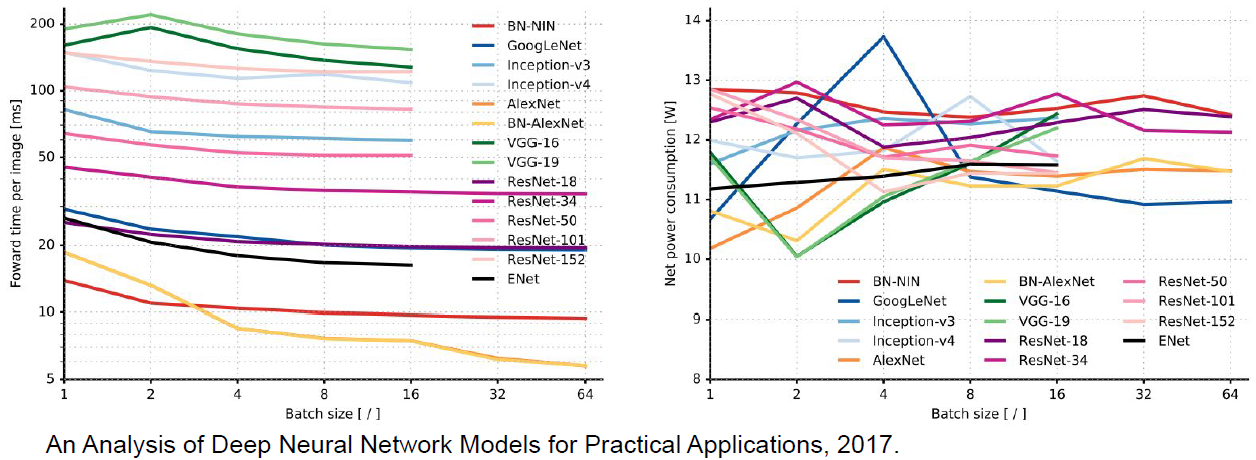 200
100
50
20
10
5
Foward time per image [ms]
1 2 4 8 16 32 64
Batch size [ / ]
BN-NIN
GoogLeNet
Inception-v3
Inception-v4
AlexNet
BN-AlexNet
VGG-16
VGG-19
ResNet-18
ResNet-34
ResNet-50
ResNet-101
ResNet-152
ENet
14
13
12
11
10
9
8
Net power consumption [W]
1 2 4 8 16 32 64
Batch size [ / ]
BN-NIN
GoogLeNet
Inception-v3
Inception-v4
AlexNet
BN-AlexNet
VGG-16
VGG-19
ResNet-18
ResNet-34
ResNet-50
ResNet-101
ResNet-152
ENet
An Analysis of Deep Neural Network Models for Practical Applications, 2017.